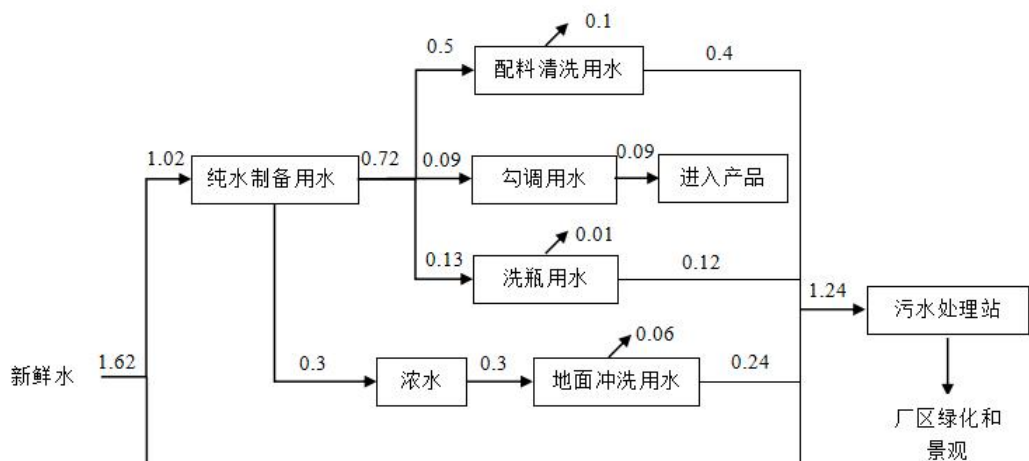 0.1
0.5
配料清洗用水
0.4
1.02
纯水制备用水
0.72
0.09
勾调用水
0.09
进入产品
0.01
0.13
洗瓶用水
0.12
1.24
污水处理站
新鲜水
1.62
0.3
浓水
0.3
0.06
地面冲洗用水
0.24
厂区绿化和
景观